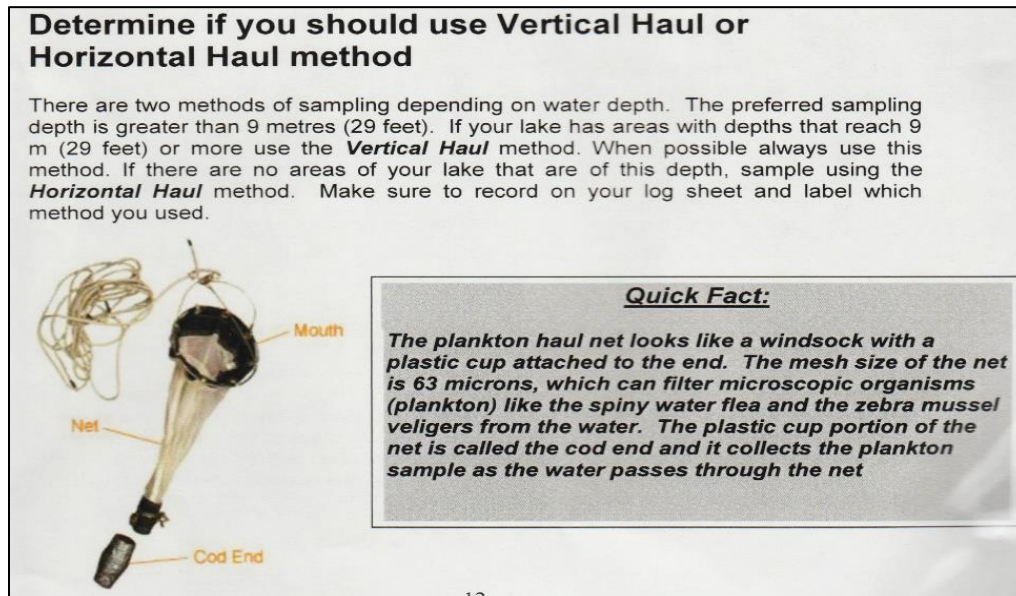 Determine if you should use Vertical Haul or
Horizontal Haul method
There are two methods of sampling depending on water depth. The preferred sampling
depth is greater than 9 metres (29 feet). If your lake has areas with depths that reach 9
m (29 feet) or more use the Vertical Haul method. When possible always use this
method. If there are no areas of your lake that are of this depth, sample using the
Horizontal Haul method. Make sure to record on your log sheet and label which
method you used.
Mouth
Net
Cod End
Quick Fact:
The plankton haul net looks like a windsock with a
plastic cup attached to the end. The mesh size of the net
is 63 microns, which can filter microscopic organisms
(plankton) like the spiny water flea and the zebra mussel
veligers from the water. The plastic cup portion of the
net is called the cod end and it collects the plankton
sample as the water passes through the net